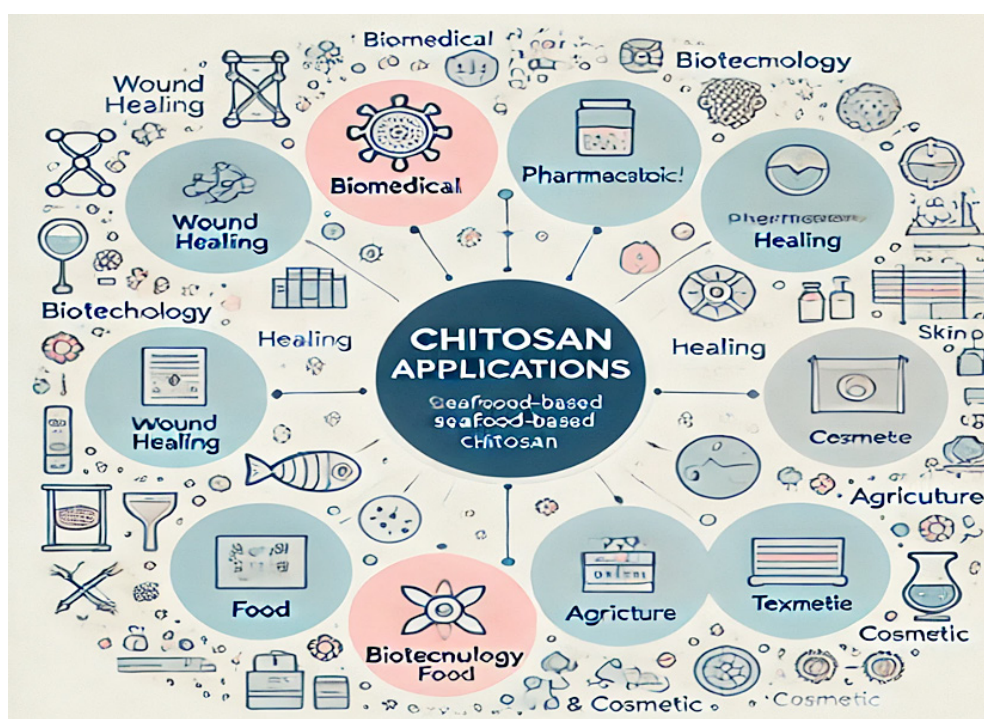 Biomedical
Biotecmology
Wound
Healing
Biomedical
Pharmacatoic!
Wound
Healing
Healing
Biotechology
Healing
CHITOSAN
APPLICATIONS
seafood-based
CHITOSAN
Healing
Skin p
Wound
Healing
Cosmete
Agricuture
Food
Agricture
Texmetie
Cosmetic
Biotecnulogy
Food
& Cosmetic
Cosmetic